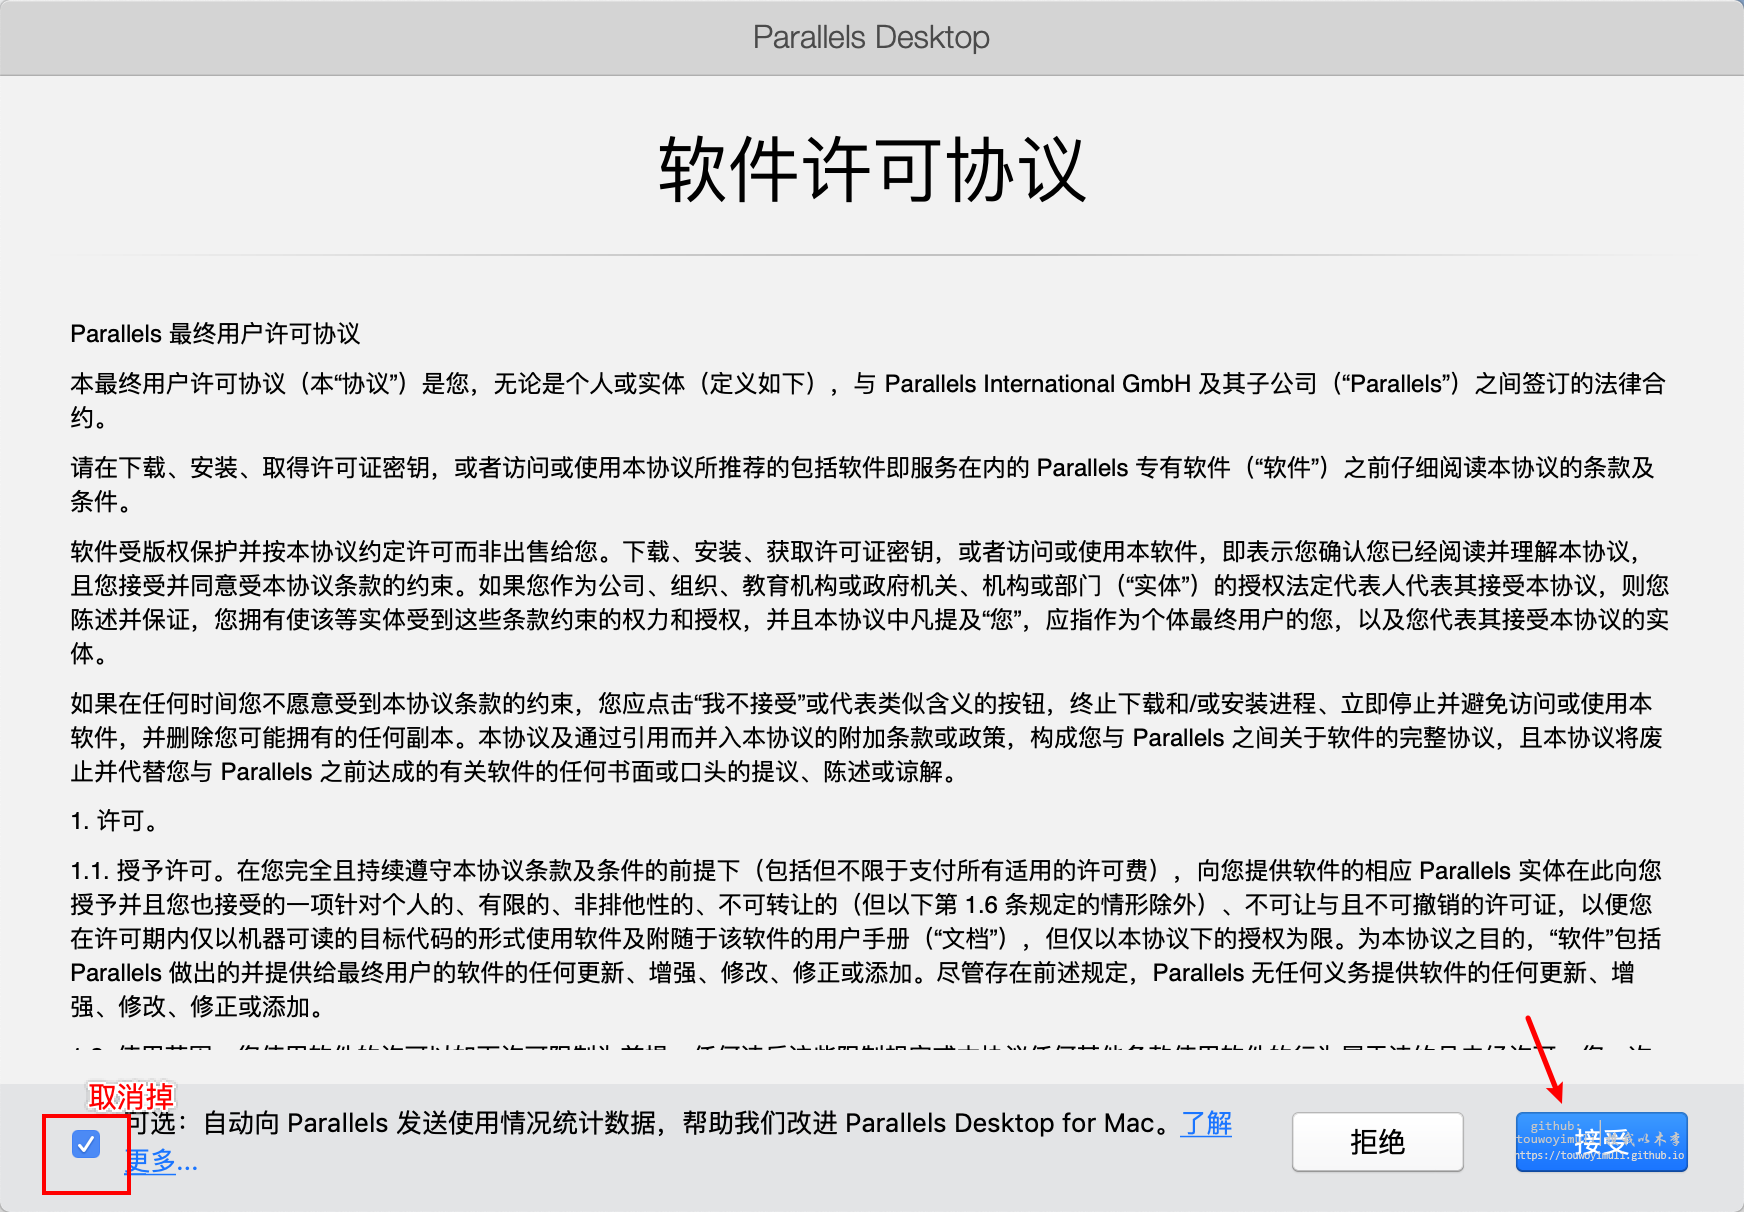 Parallels Desktop
软件许可协议
Parallels 最终用户许可协议
本最终用户许可协议（本“协议”）是您，无论是个人或实体（定义如下），与 Parallels International GmbH 及其子公司（“Parallels”）之间签订的法律合
约。
请在下载、安装、取得许可证密钥，或者访问或使用本协议所推荐的包括软件即服务在内的 Parallels 专有软件（“软件”）之前仔细阅读本协议的条款及
条件。
软件受版权保护并按本协议约定许可而非出售给您。下载、安装、获取许可证密钥，或者访问或使用本软件，即表示您确认您已经阅读并理解本协议，
且您接受并同意受本协议条款的约束。如果您作为公司、组织、教育机构或政府机关、机构或部门（“实体”）的授权法定代表人代表其接受本协议，则您
陈述并保证，您拥有使该等实体受到这些条款约束的权力和授权，并且本协议中凡提及“您”，应指作为个体最终用户的您，以及您代表其接受本协议的实
体。
如果在任何时间您不愿意受到本协议条款的约束，您应点击“我不接受”或代表类似含义的按钮，终止下载和/或安装进程、立即停止并避免访问或使用本
软件，并删除您可能拥有的任何副本。本协议及通过引用而并入本协议的附加条款或政策，构成您与 Parallels 之间关于软件的完整协议，且本协议将废
止并代替您与 Parallels 之前达成的有关软件的任何书面或口头的提议、陈述或谅解。
1. 许可。
1.1. 授予许可。在您完全且持续遵守本协议条款及条件的前提下（包括但不限于支付所有适用的许可费），向您提供软件的相应 Parallels 实体在此向您
授予并且您也接受的一项针对个人的、有限的、非排他性的、不可转让的（但以下第 1.6 条规定的情形除外）、不可让与且不可撤销的许可证，以便您
在许可期内仅以机器可读的目标代码的形式使用软件及附随于该软件的用户手册（“文档”），但仅以本协议下的授权为限。为本协议之目的，“软件”包括
Parallels 做出的并提供给最终用户的软件的任何更新、增强、修改、修正或添加。尽管存在前述规定，Parallels 无任何义务提供软件的任何更新、增
强、修改、修正或添加。
取消掉
可选：自动向 Parallels 发送使用情况统计数据，帮助我们改进 Parallels Desktop for Mac。了解
更多...
拒绝
接受
github:
touwoyimuli
https://touwoyimuli.github.io